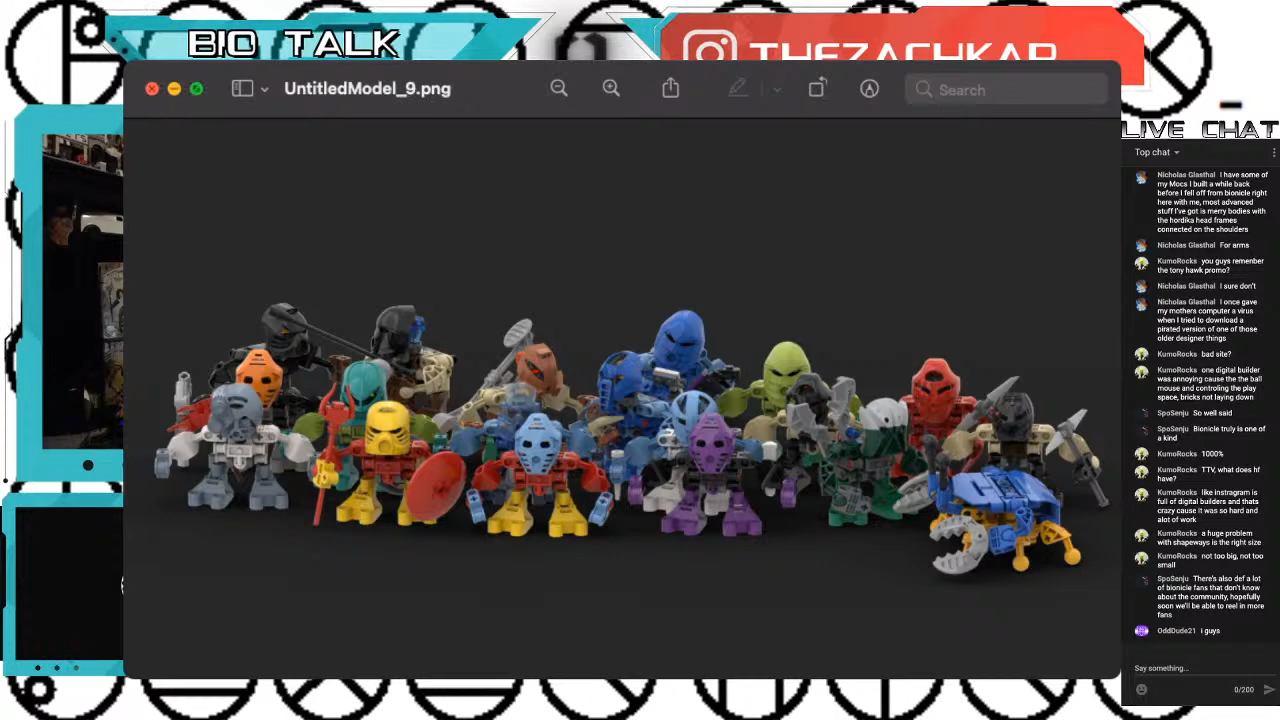 BIO TALK
THEZACHKAR
UntitledModel_9.png
Search
LIVE CHAT
Top chat
Nicholas Glasthal I have some of
my Mocs I built a while back
before I fell off from bionicle right
here with me, most advanced
stuff I've got is merry bodies with
the hordika head frames
connected on the shoulders
Nicholas Glasthal For arms
KumoRocks you guys remenber
the tony hawk promo?
Nicholas Glasthal I sure don't
Nicholas Glasthal I once gave
my mothers computer a virus
when I tried to download a
pirated version of one of those
older designer things
KumoRocks bad site?
KumoRocks one digital builder
was annoying cause the the ball
mouse and controling the play
space, bricks not laying down
SpoSenju So well said
SpoSenju Bionicle truly is one of
a kind
KumoRocks 1000%
KumoRocks TTV, what does hf
have?
KumoRocks like instragram is
full of digital builders and thats
crazy cause it was so hard and
alot of work
KumoRocks a huge problem
with shapeways is the right size
KumoRocks not too big, not too
small
SpoSenju There's also def a lot
of bionicle fans that don't know
about the community, hopefully
soon we'll be able to reel in more
fans
OddDude21 i guys
Say something...
0/200